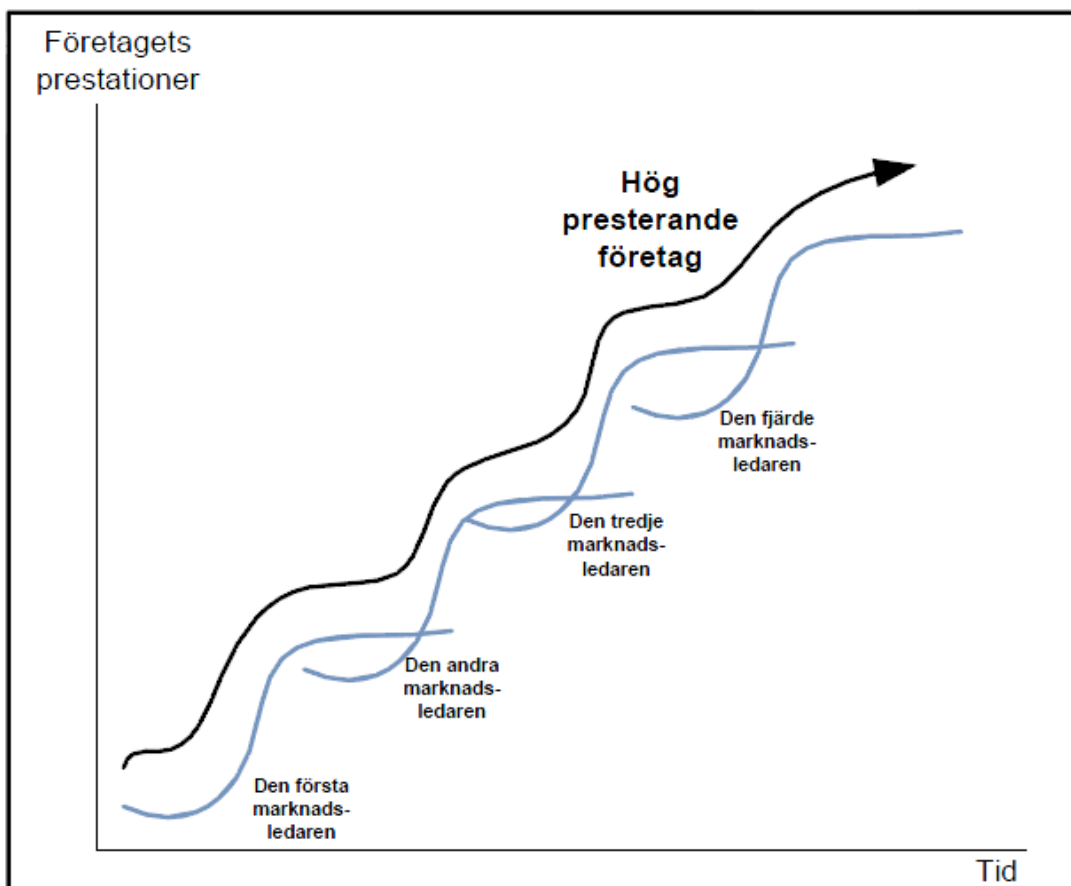 Företagets
prestationer
Hög
presterande
företag
Den fjärde
marknads-
ledaren
Den tredje
marknads-
ledaren
Den andra
marknads-
ledaren
Den första
marknads-
ledaren
Tid